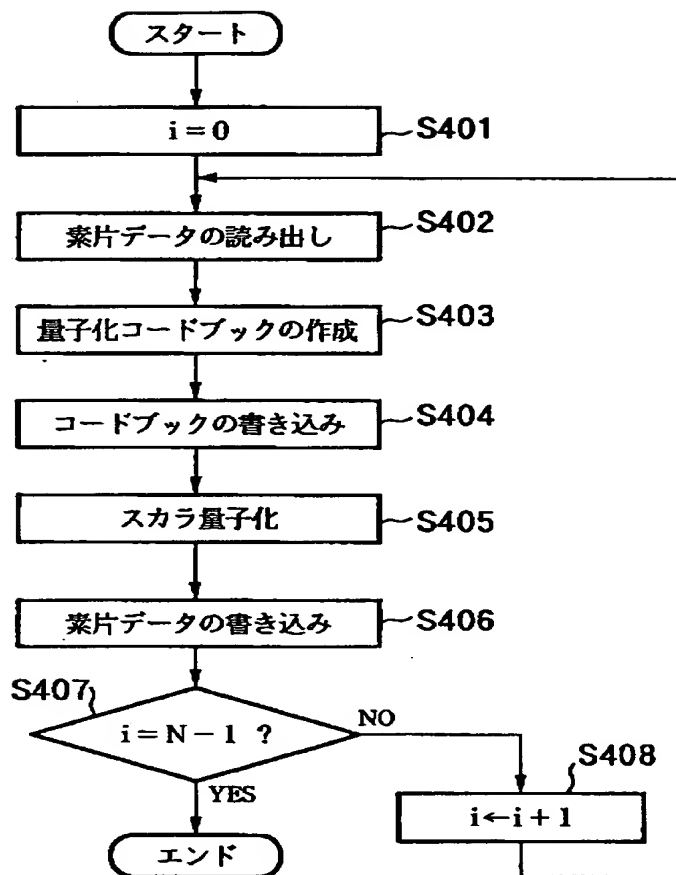 スタート
i=0
S401
素片データの読み出し
S402
量子化コードブックの作成
S403
コードブックの書き込み
S404
スカラ量子化
S405
素片データの書き込み
S406
S407
i=N-1 ?
NO
YES
S408
i←i+1
エンド